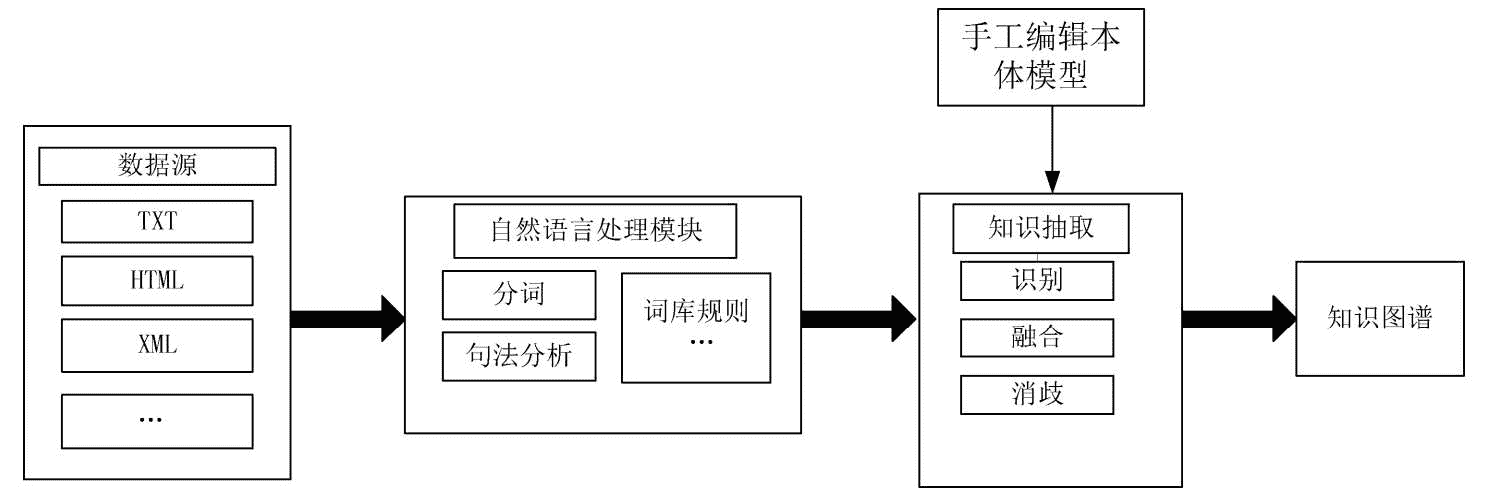 手工编辑本
体模型
数据源
TXT
HTML
XML
...
自然语言处理模块
分词
句法分析
词库规则
...
知识抽取
识别
融合
消歧
知识图谱